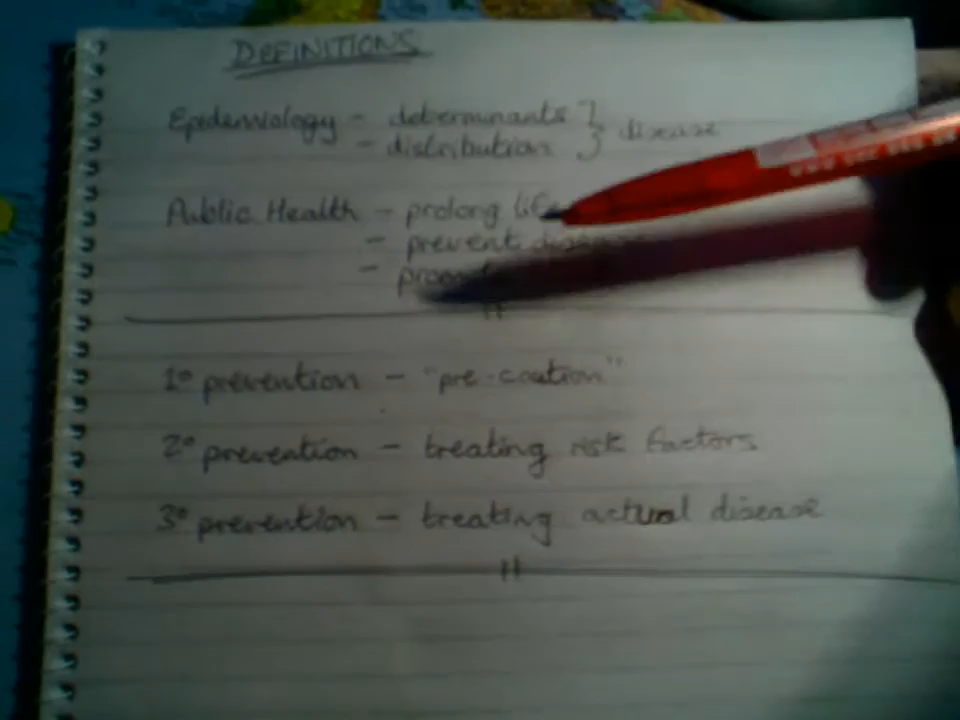 DEFINITIONS
Epidemiology - determinants } disease
- distribution
Public Health - prolong life
- prevent disease
-
1° prevention - "pre-caution"
2° prevention - treating risk factors
3° prevention - treating actual disease